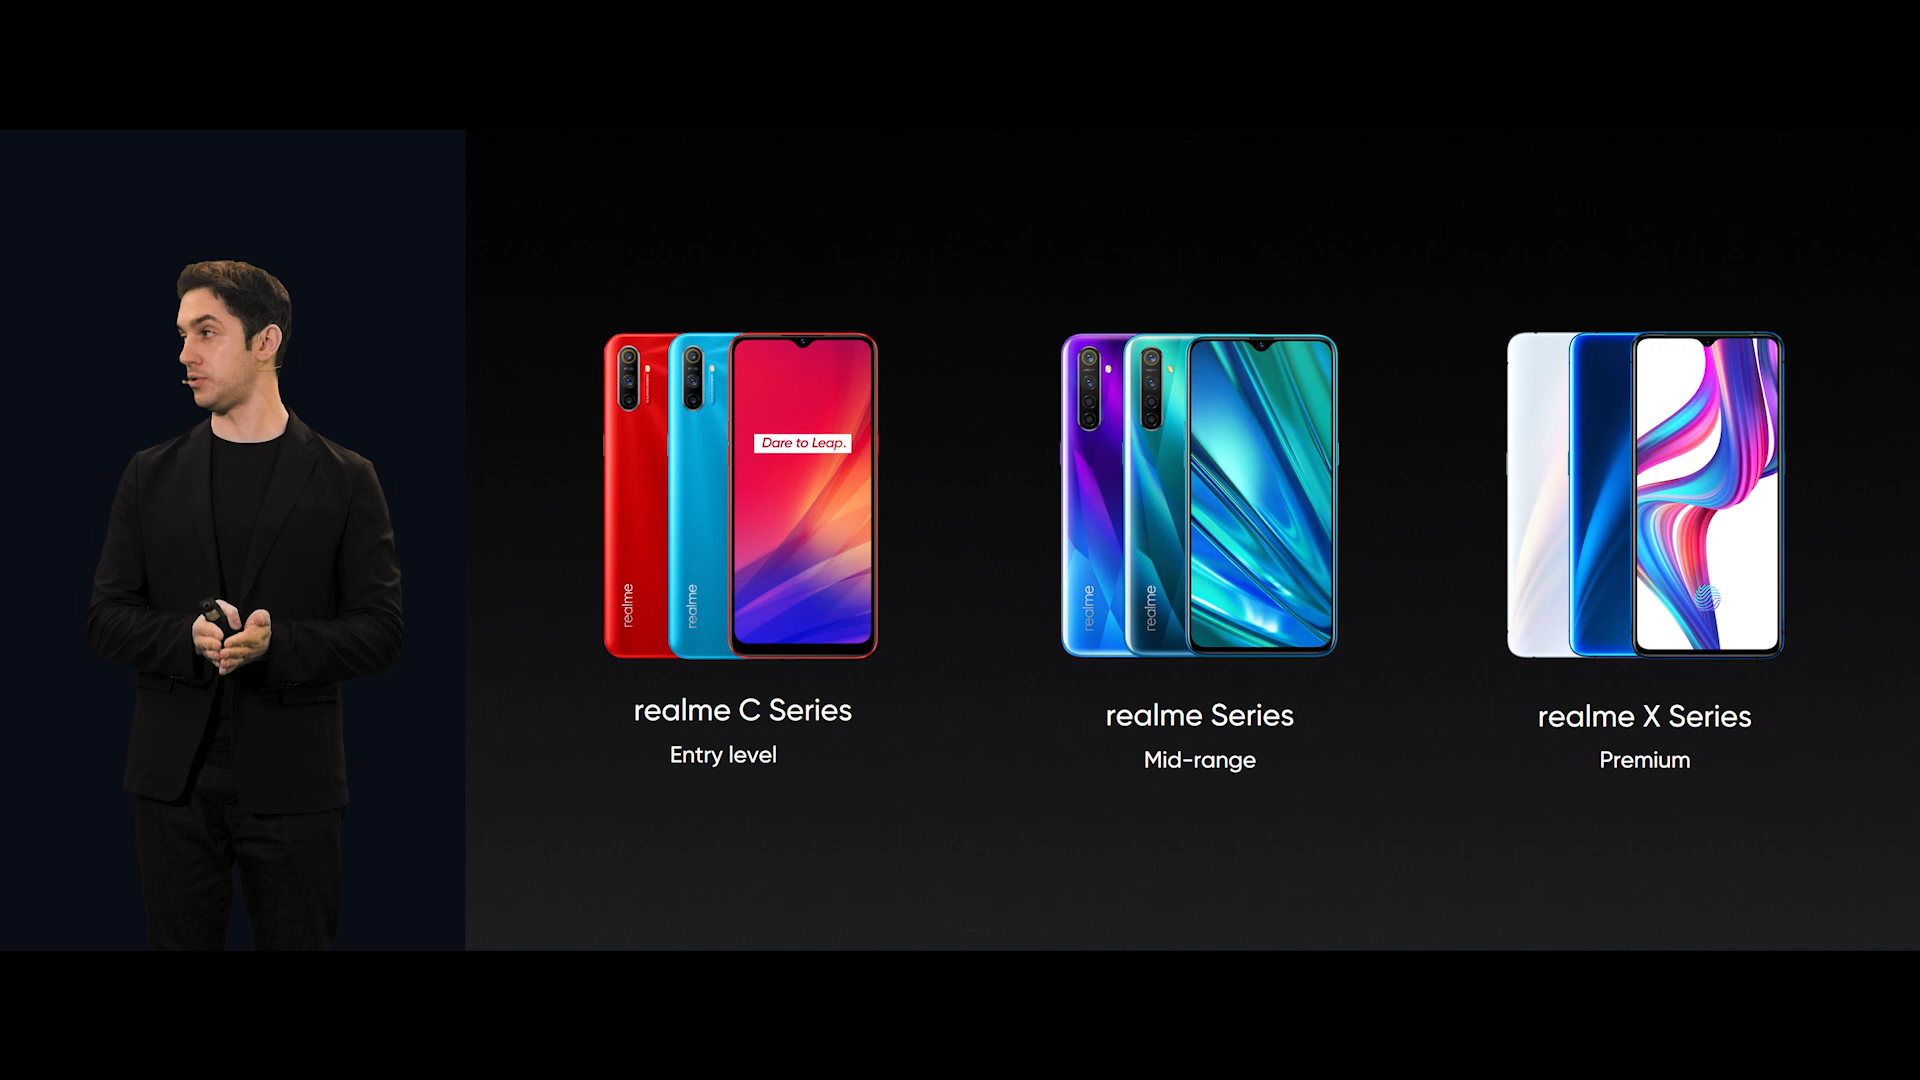 Dare to Leap.
realme
realme
realme
realme
realme C Series
Entry level
realme Series
Mid-range
realme X Series
Premium